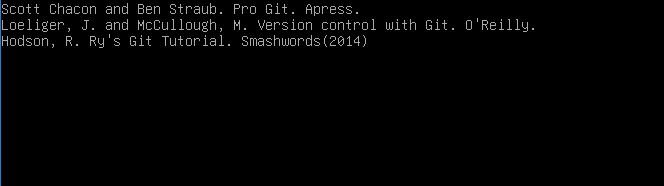 Scott Chacon and Ben Straub. Pro Git. Apress.
Loeliger, J. and McCullough, M. Version control with Git. O'Reilly.
Hodson, R. Ry's Git Tutorial. Smashwords(2014)